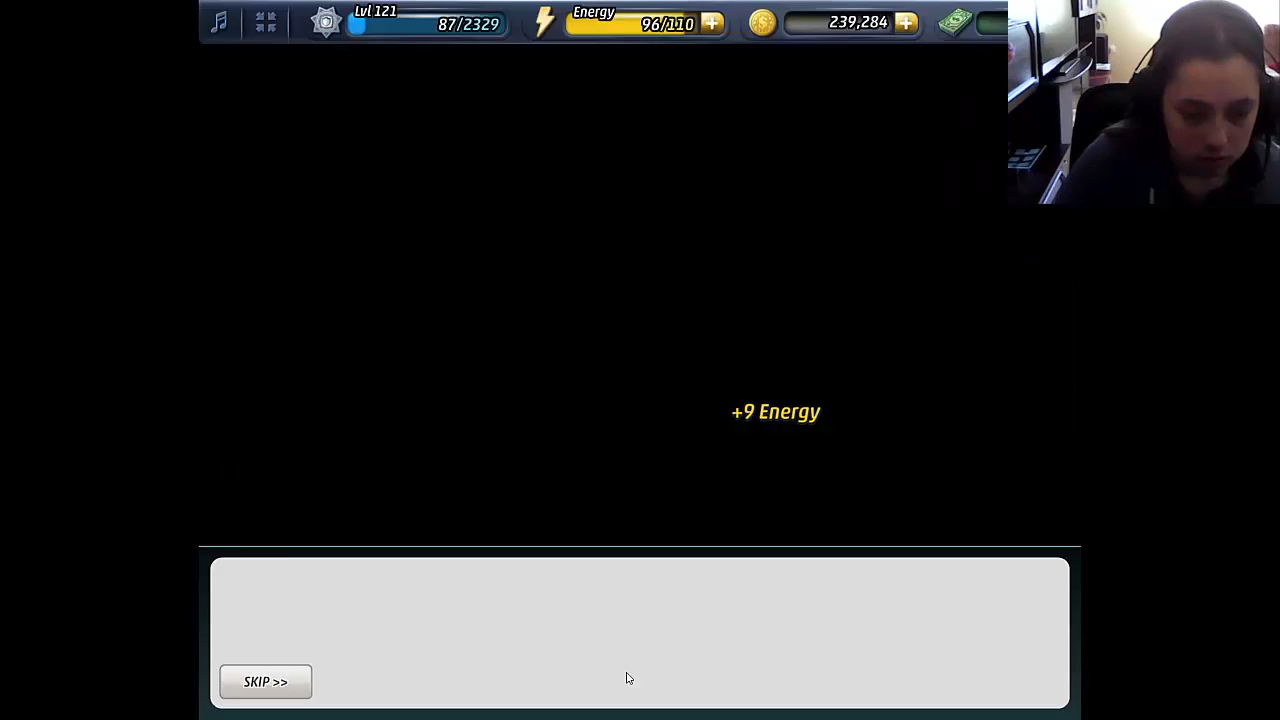 Lvl 121
87/2329
Energy
96/110
239,284
+9 Energy
SKIP >>